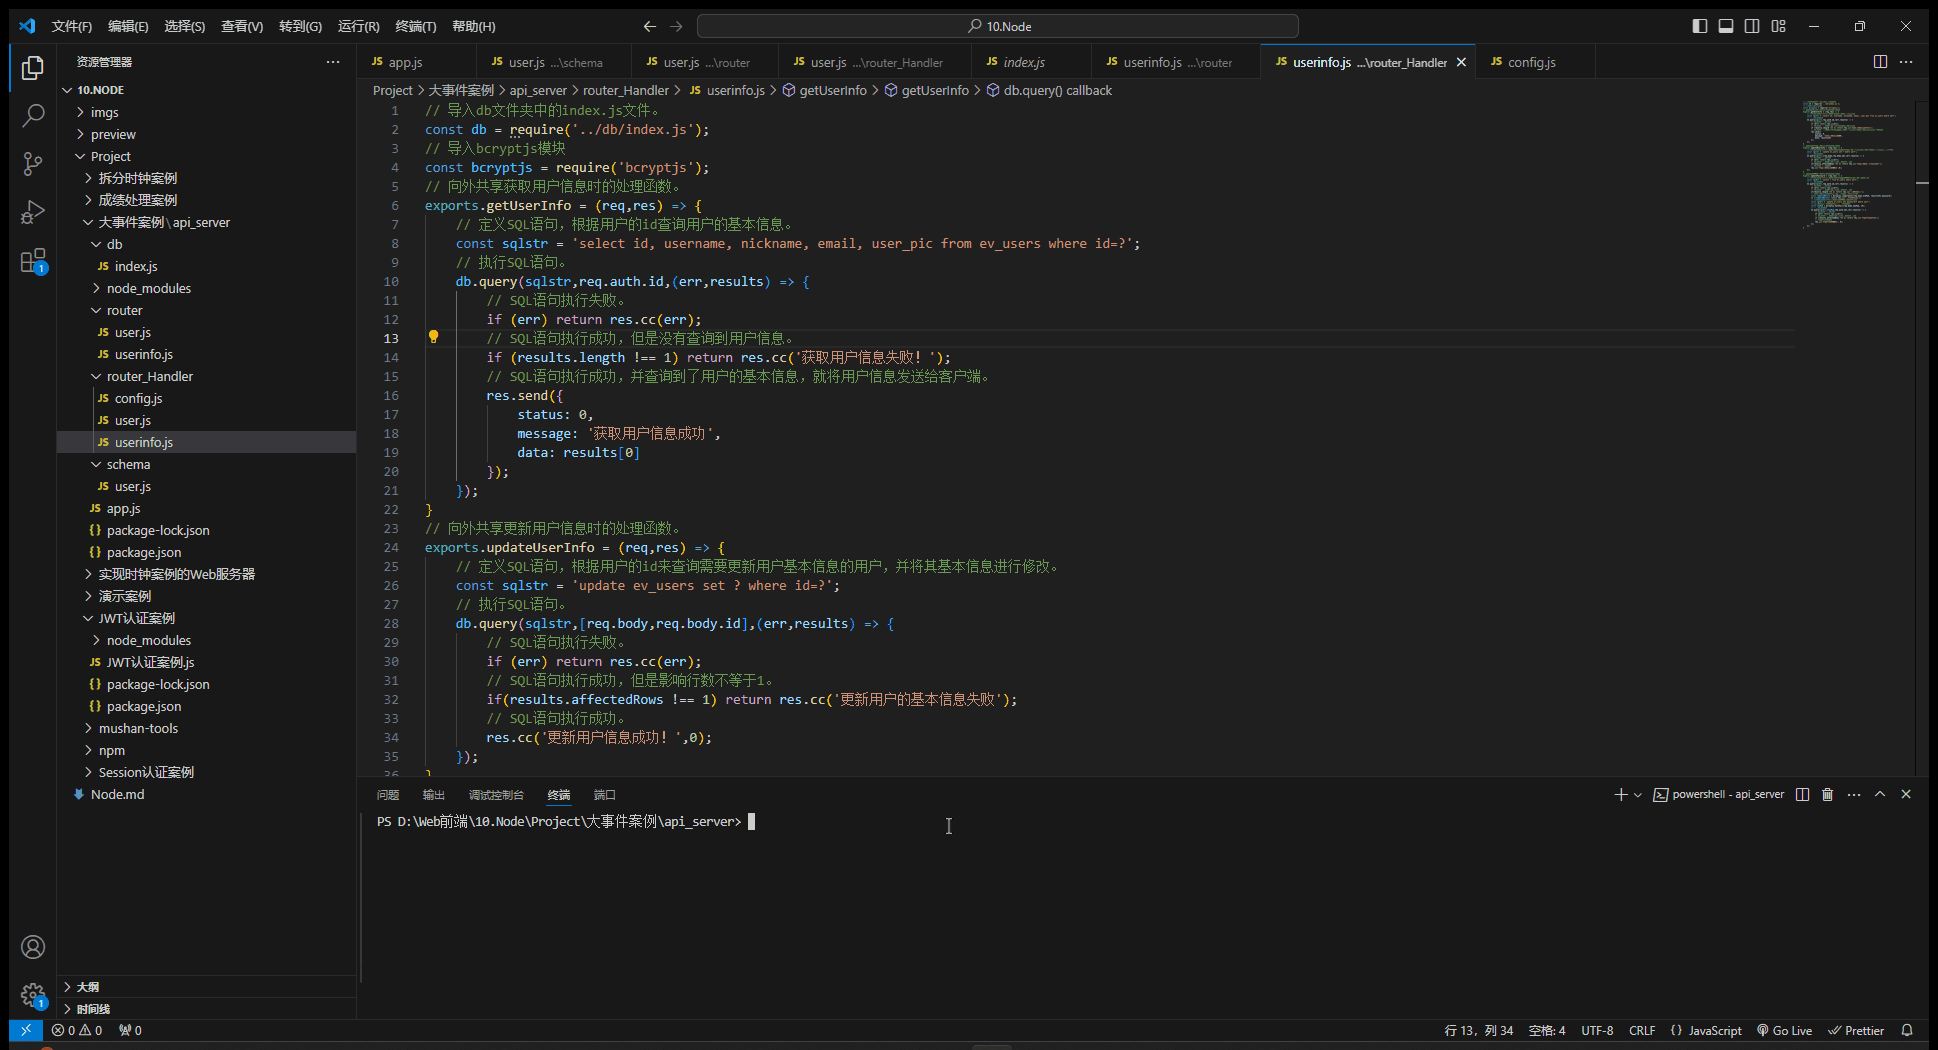 文件(F) 编辑(E) 选择(S) 查看(V) 转到(G) 运行(R) 终端(T) 帮助(H)
10.Node
资源管理器
10.NODE
imgs
preview
Project
拆分时钟案例
成绩处理案例
大事件案例\api_server
db
JS index.js
node_modules
router
JS user.js
JS userinfo.js
router_Handler
JS config.js
JS user.js
JS userinfo.js
schema
JS user.js
JS app.js
{} package-lock.json
{} package.json
实现时钟案例的Web服务器
演示案例
JWT认证案例
node_modules
JS JWT认证案例.js
{} package-lock.json
{} package.json
mushan-tools
npm
Session认证案例
Node.md
大纲
时间线
1
1
JS app.js JS user.js ...\schema JS user.js ...\router JS user.js ...\router_Handler JS index.js JS userinfo.js ...\router JS userinfo.js ...\router_Handler JS config.js
Project > 大事件案例 > api_server > router_Handler > JS userinfo.js > getUserInfo > getUserInfo > db.query() callback
1 // 导入db文件夹中的index.js文件。
2 const db = require('../db/index.js');
3 // 导入bcryptjs模块
4 const bcryptjs = require('bcryptjs');
5 // 向外共享获取用户信息时的处理函数。
6 exports.getUserInfo = (req,res) => {
7 // 定义SQL语句，根据用户的id查询用户的基本信息。
8 const sqlstr = 'select id, username, nickname, email, user_pic from ev_users where id=?';
9 // 执行SQL语句。
10 db.query(sqlstr,req.auth.id,(err,results) => {
11 // SQL语句执行失败。
12 if (err) return res.cc(err);
13 // SQL语句执行成功，但是没有查询到用户信息。
14 if (results.length !== 1) return res.cc('获取用户信息失败！');
15 // SQL语句执行成功，并查询到了用户的基本信息，就将用户信息发送给客户端。
16 res.send({
17 status: 0,
18 message: '获取用户信息成功',
19 data: results[0]
20 });
21 });
22 }
23 // 向外共享更新用户信息时的处理函数。
24 exports.updateUserInfo = (req,res) => {
25 // 定义SQL语句，根据用户的id来查询需要更新用户基本信息的用户，并将其基本信息进行修改。
26 const sqlstr = 'update ev_users set ? where id=?';
27 // 执行SQL语句。
28 db.query(sqlstr,[req.body,req.body.id],(err,results) => {
29 // SQL语句执行失败。
30 if (err) return res.cc(err);
31 // SQL语句执行成功，但是影响行数不等于1。
32 if(results.affectedRows !== 1) return res.cc('更新用户的基本信息失败');
33 // SQL语句执行成功。
34 res.cc('更新用户信息成功！',0);
35 });
36 }
问题 输出 调试控制台 终端 端口
powershell - api_server
PS D:\Web前端\10.Node\Project\大事件案例\api_server>
0 0 0
行 13，列 34 空格: 4 UTF-8 CRLF {} JavaScript Go Live Prettier